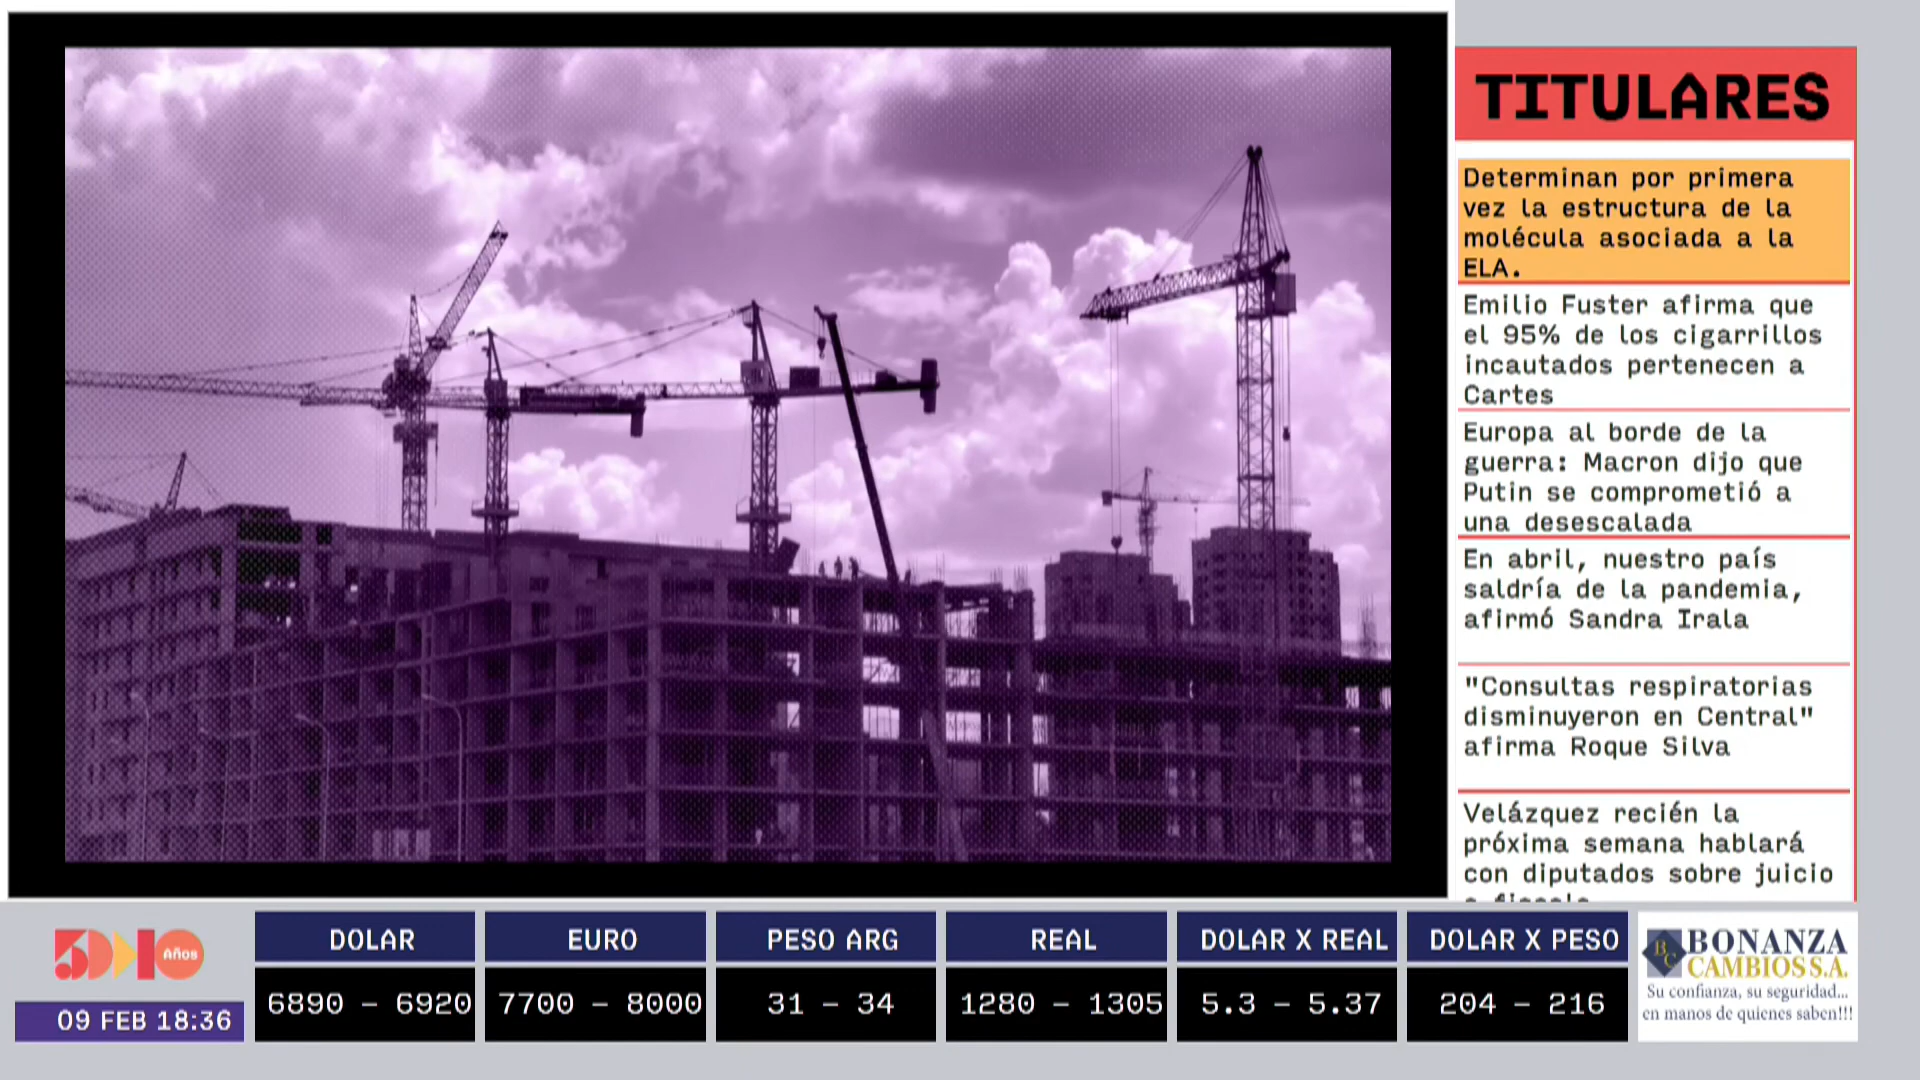 TITULARES
Determinan por primera
vez la estructura de la
molécula asociada a la
ELA.
Emilio Fuster afirma que
el 95% de los cigarrillos
incautados pertenecen a
Cartes
Europa al borde de la
guerra: Macron dijo que
Putin se comprometió a
una desescalada
En abril, nuestro país
saldría de la pandemia,
afirmó Sandra Irala
"Consultas respiratorias
disminuyeron en Central"
afirma Roque Silva
Velázquez recién la
próxima semana hablará
con diputados sobre juicio
Años
09 FEB 18:36
DOLAR
6890 - 6920
EURO
7700 - 8000
PESO ARG
31 - 34
REAL
1280 - 1305
DOLAR X REAL
5.3 - 5.37
DOLAR X PESO
204 - 216
BC
BONANZA
CAMBIOS S.A.
Su confianza, su seguridad...
en manos de quienes saben!!!